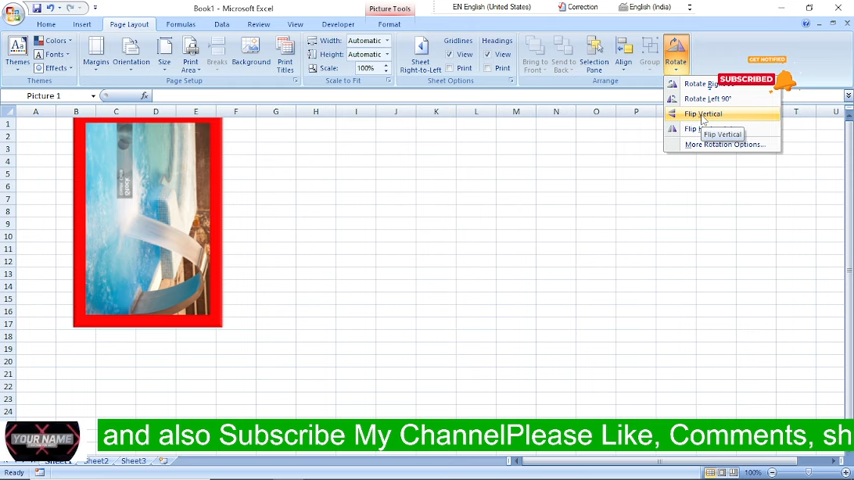 Book1 - Microsoft Excel
Picture Tools
EN English (United States)
Correction
English (India)
Home
Insert
Page Layout
Formulas
Data
Review
View
Developer
Format
Themes
Colors
Fonts
Effects
Themes
Margins
Orientation
Size
Print Area
Breaks
Background
Print Titles
Page Setup
Width: Automatic
Height: Automatic
Scale: 100%
Scale to Fit
Sheet Right-to-Left
Gridlines
View
Print
Headings
View
Print
Sheet Options
Bring to Front
Send to Back
Selection Pane
Align
Group
Rotate
Arrange
GET NOTIFIED
SUBSCRIBED
Rotate Left 90°
Flip Vertical
Flip Vertical
More Rotation Options...
Picture 1
fx
A B C D E F G H I J K L M N O P T U
1
2
3
4
5
6
7
8
9
10
11
12
13
14
15
16
17
18
19
20
21
22
23
24
YOUR NAME
and also Subscribe My ChannelPlease Like, Comments, sh
Sheet1 Sheet2 Sheet3
Ready
100%